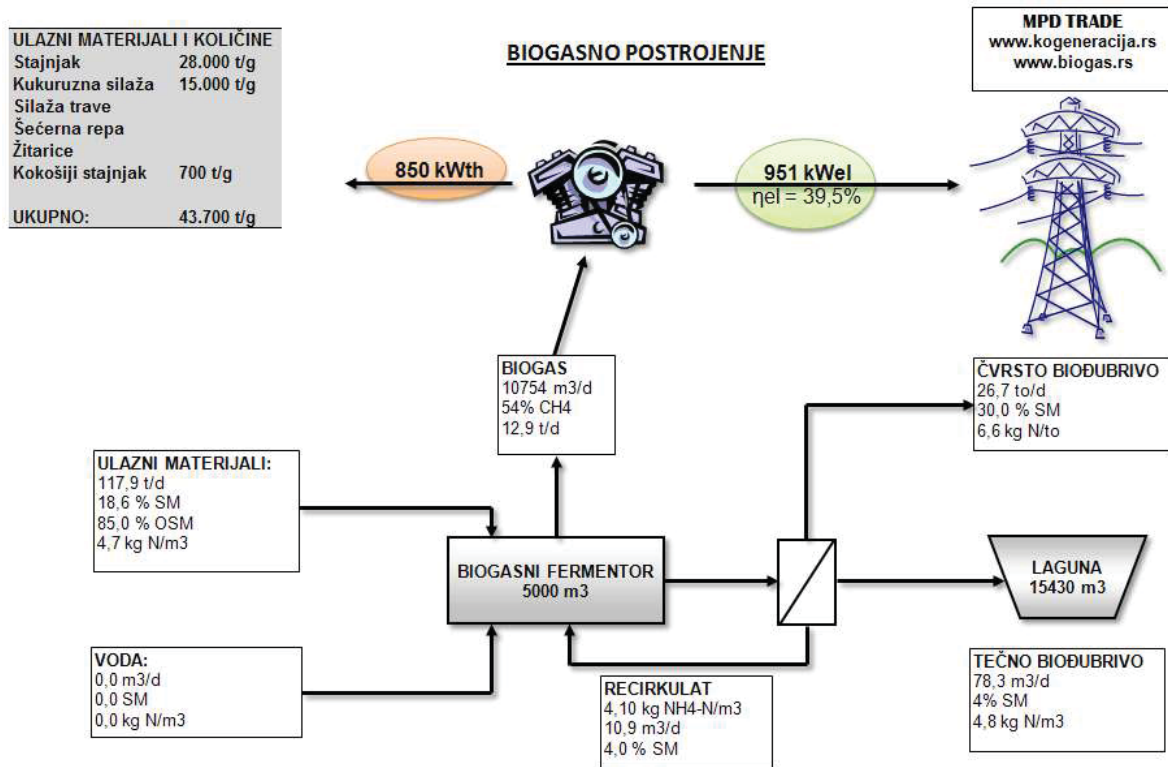 ULAZNI MATERIJALI I KOLIČINE
Stajnjak 28.000 t/g
Kukuruzna silaža 15.000 t/g
Silaža trave
Šećerna repa
Žitarice
Kokošiji stajnjak 700 t/g
UKUPNO: 43.700 t/g
BIOGASNO POSTROJENJE
MPD TRADE
www.kogeneracija.rs
www.biogas.rs
850 kWth
951 kWel
ηel = 39,5%
BIOGAS
10754 m3/d
54% CH4
12,9 t/d
ČVRSTO BIOĐUBRIVO
26,7 to/d
30,0 % SM
6,6 kg N/to
ULAZNI MATERIJALI:
117,9 t/d
18,6 % SM
85,0 % OSM
4,7 kg N/m3
BIOGASNI FERMENTOR
5000 m3
LAGUNA
15430 m3
VODA:
0,0 m3/d
0,0 SM
0,0 kg N/m3
RECIRKULAT
4,10 kg NH4-N/m3
10,9 m3/d
4,0 % SM
TEČNO BIOĐUBRIVO
78,3 m3/d
4% SM
4,8 kg N/m3